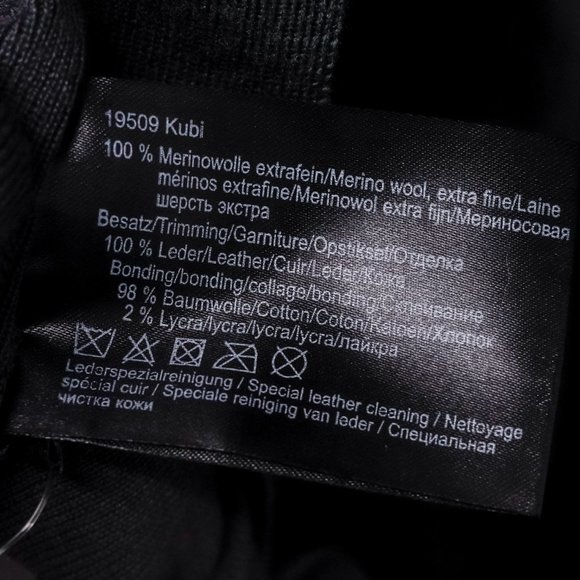 19509 Kubi
100 % Merinowolle extrafein/Merino wool, extra fine/Laine
mérinos extrafine/Merinowol extra fijn/Мериносовая
шерсть экстра
Besatz/Trimming/Garniture/Opstiksel/Отделка
100 % Leder/Leather/Cuir/Leder/Кожа
Bonding/bonding/collage/bonding/Склеивание
98 % Baumwolle/Cotton/Coton/Katoen/Хлопок
2 % Lycra/lycra/lycra/lycra/лайкра
Lederspezialreinigung / Special leather cleaning / Nettoyage
spécial cuir / Speciale reiniging van leder / Специальная
чистка кожи